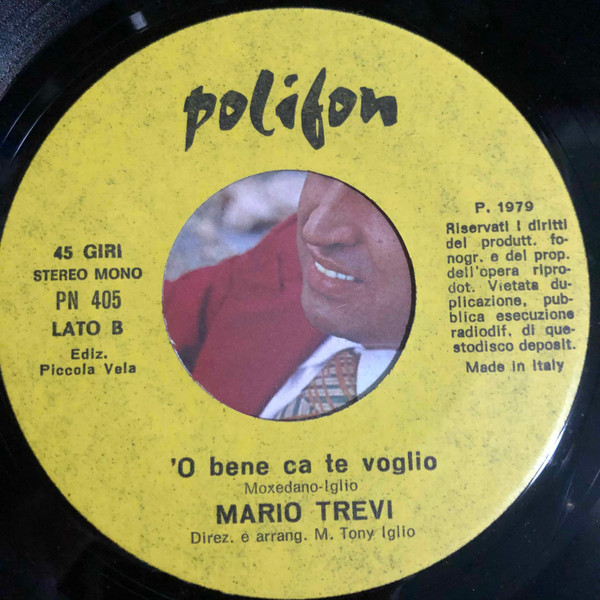 polifon
45 GIRI
STEREO MONO
PN 405
LATO B
Ediz.
Piccola Vela
P. 1979
Riservati i diritti
del produtt. fo-
nogr. e del prop.
dell'opera ripro-
dot. Vietata du-
plicazione, pub-
blica esecuzione
radiodif. di que-
stodisco deposit.
Made in Italy
'O bene ca te voglio
Moxedano-Iglio
MARIO TREVI
Direz. e arrang. M. Tony Iglio